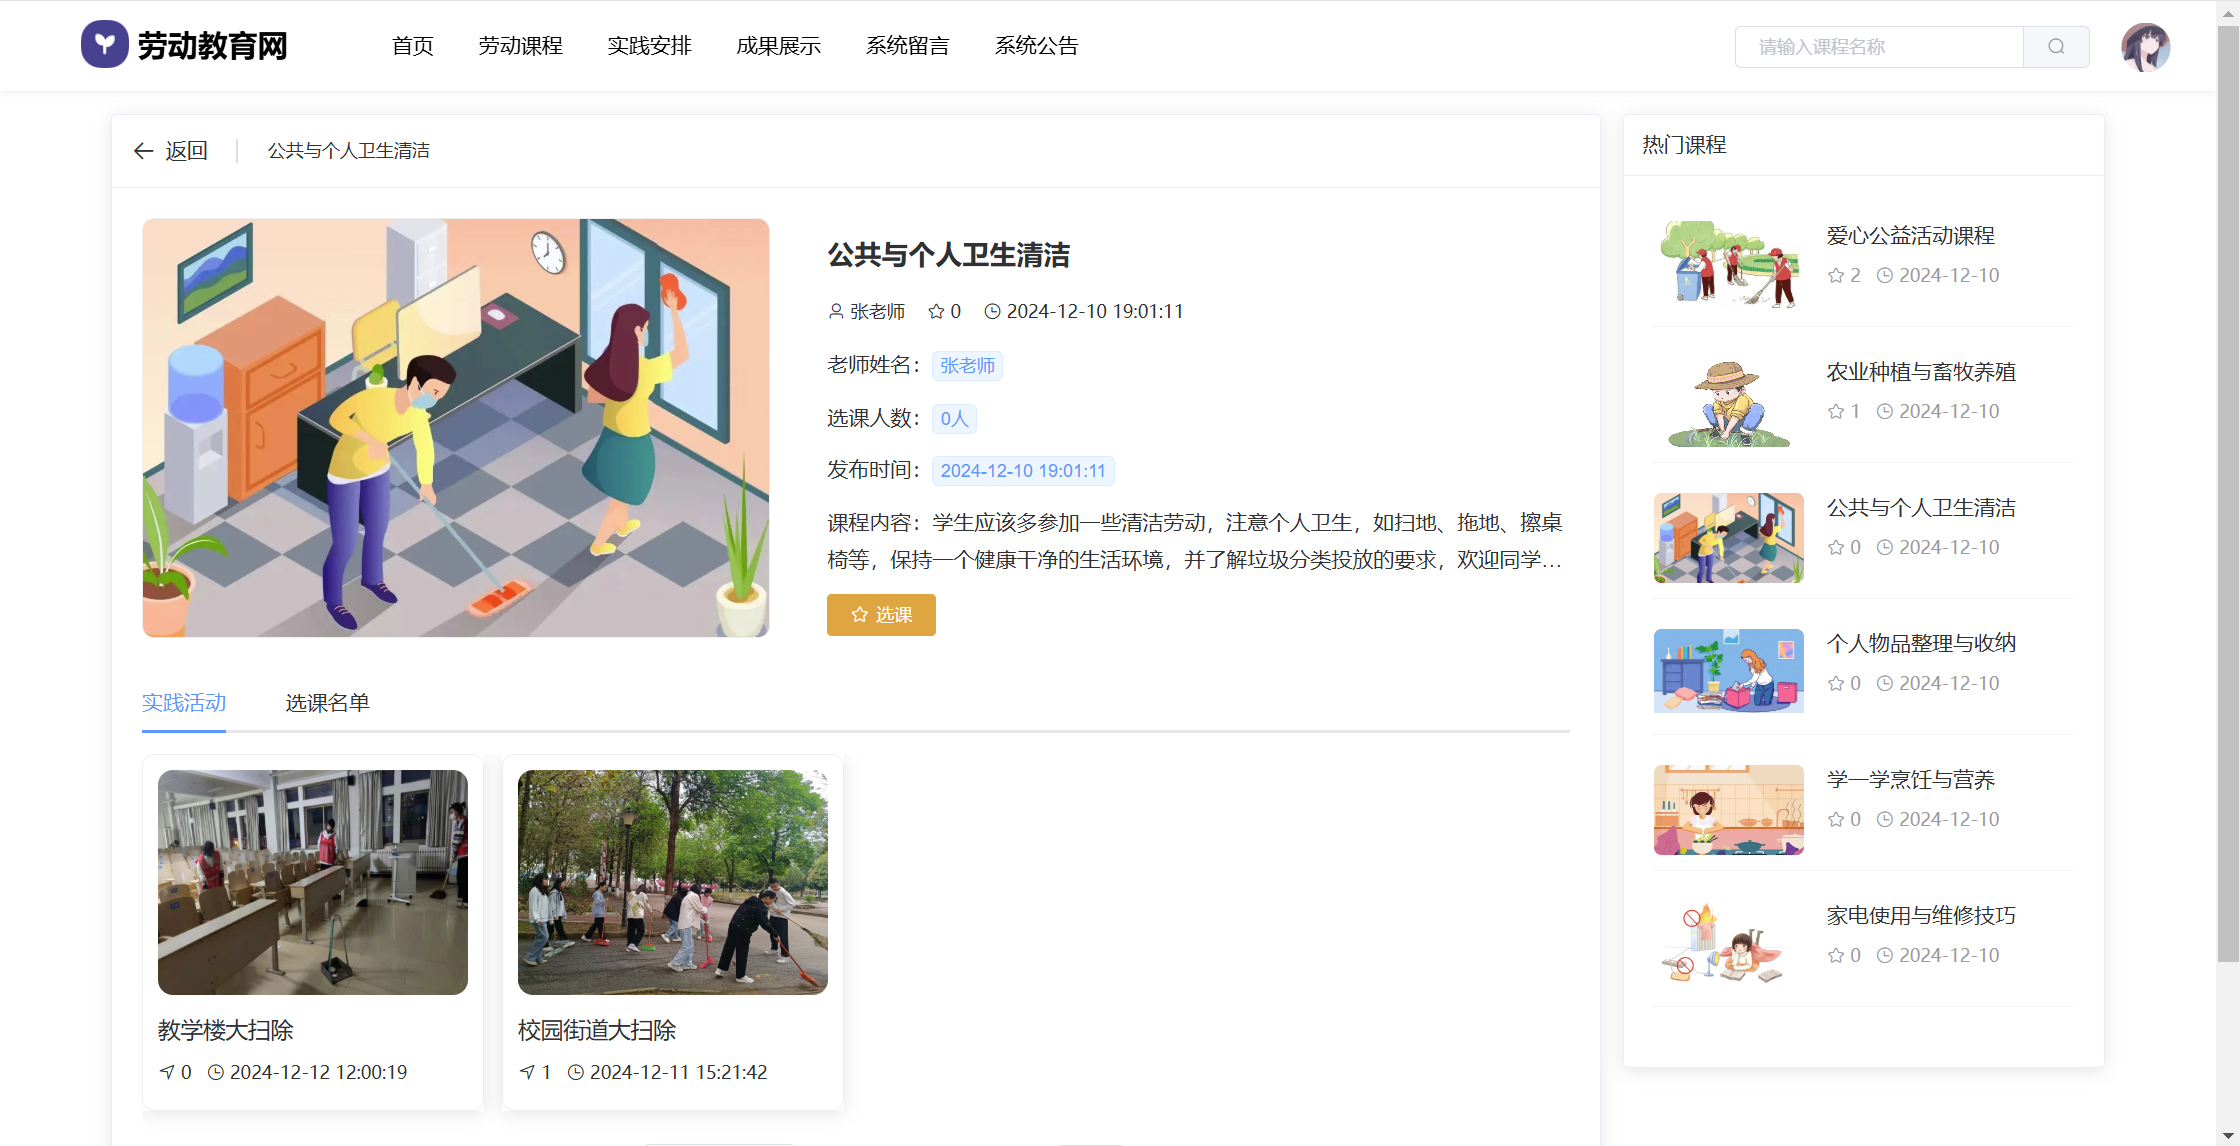 劳动教育网
首页 劳动课程 实践安排 成果展示 系统留言 系统公告
请输入课程名称
返回 公共与个人卫生清洁
公共与个人卫生清洁
张老师 0 2024-12-10 19:01:11
老师姓名： 张老师
选课人数： 0人
发布时间： 2024-12-10 19:01:11
课程内容：学生应该多参加一些清洁劳动，注意个人卫生，如扫地、拖地、擦桌
椅等，保持一个健康干净的生活环境，并了解垃圾分类投放的要求，欢迎同学...
选课
实践活动 选课名单
教学楼大扫除
0 2024-12-12 12:00:19
校园街道大扫除
1 2024-12-11 15:21:42
热门课程
爱心公益活动课程
2 2024-12-10
农业种植与畜牧养殖
1 2024-12-10
公共与个人卫生清洁
0 2024-12-10
个人物品整理与收纳
0 2024-12-10
学一学烹饪与营养
0 2024-12-10
家电使用与维修技巧
0 2024-12-10